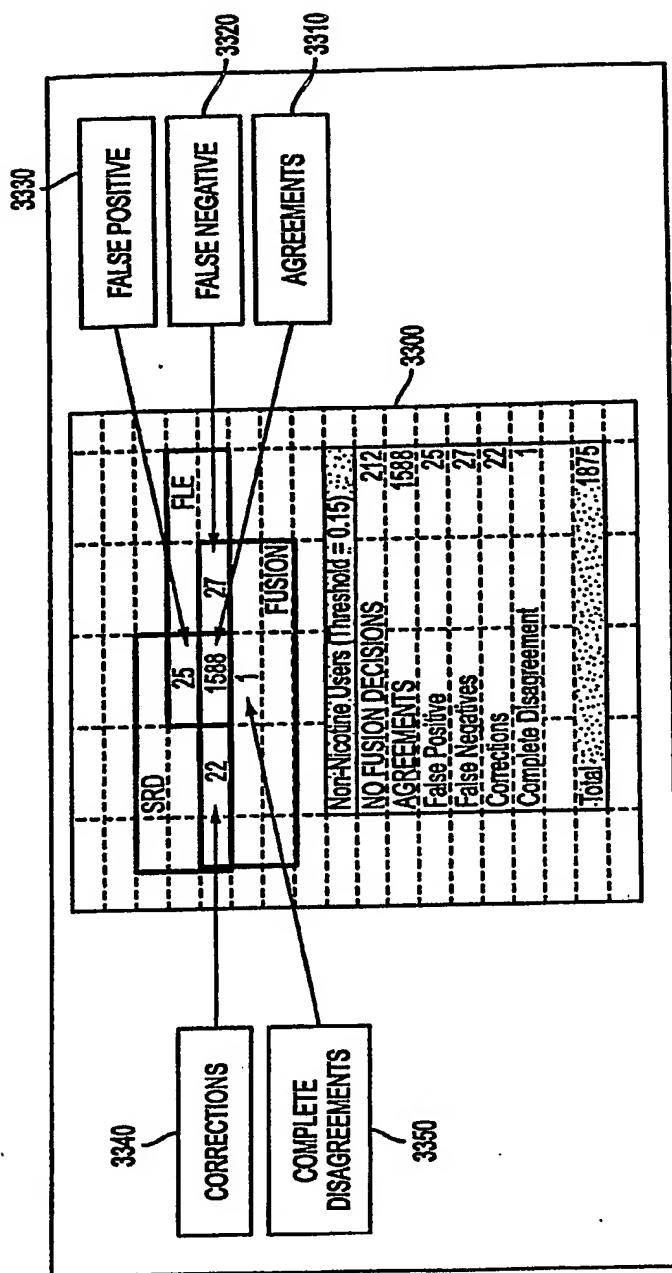 3330
FALSE POSITIVE
3320
FALSE NEGATIVE
3310
AGREEMENTS
3340
CORRECTIONS
3350
COMPLETE
DISAGREEMENTS
3300
SRD
FLE
25
22 1588 27
1
FUSION
Non-Nicotine Users (Threshold = 0.15)
NO FUSION DECISIONS 212
AGREEMENTS 1588
False Positive 25
False Negatives 27
Corrections 22
Complete Disagreement 1
Total 1875